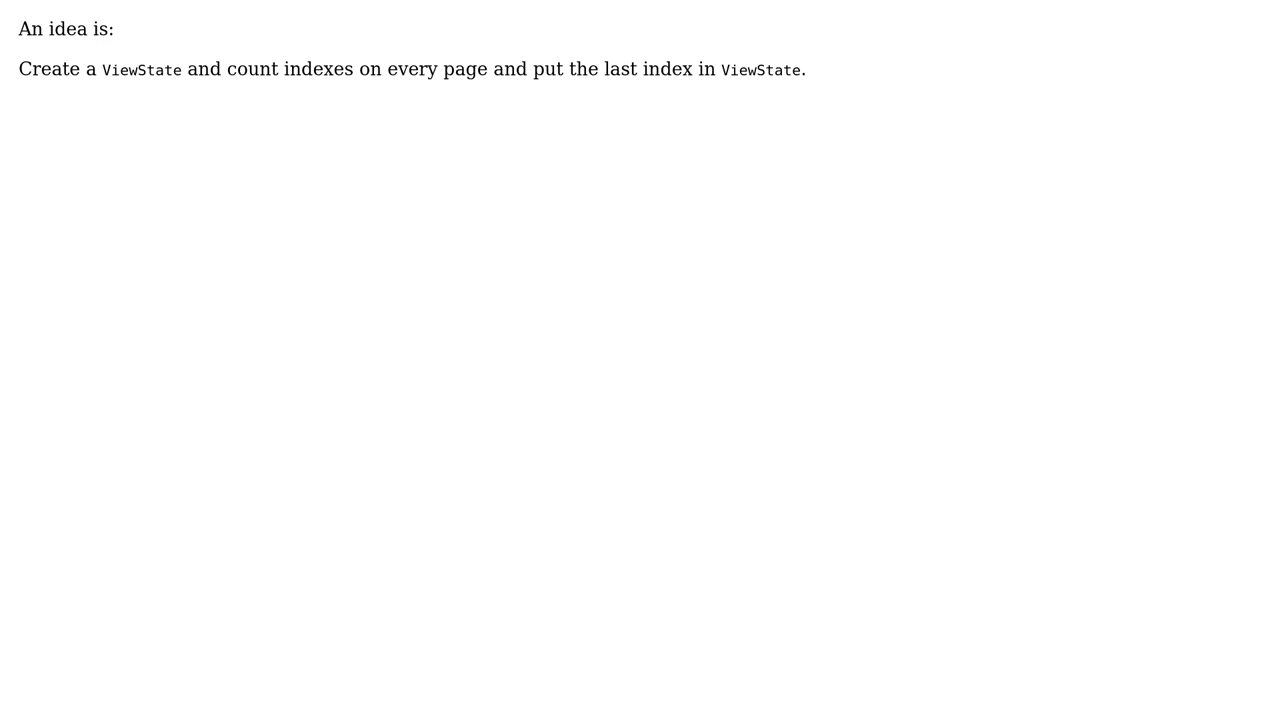 An idea is:
Create a ViewState and count indexes on every page and put the last index in ViewState.